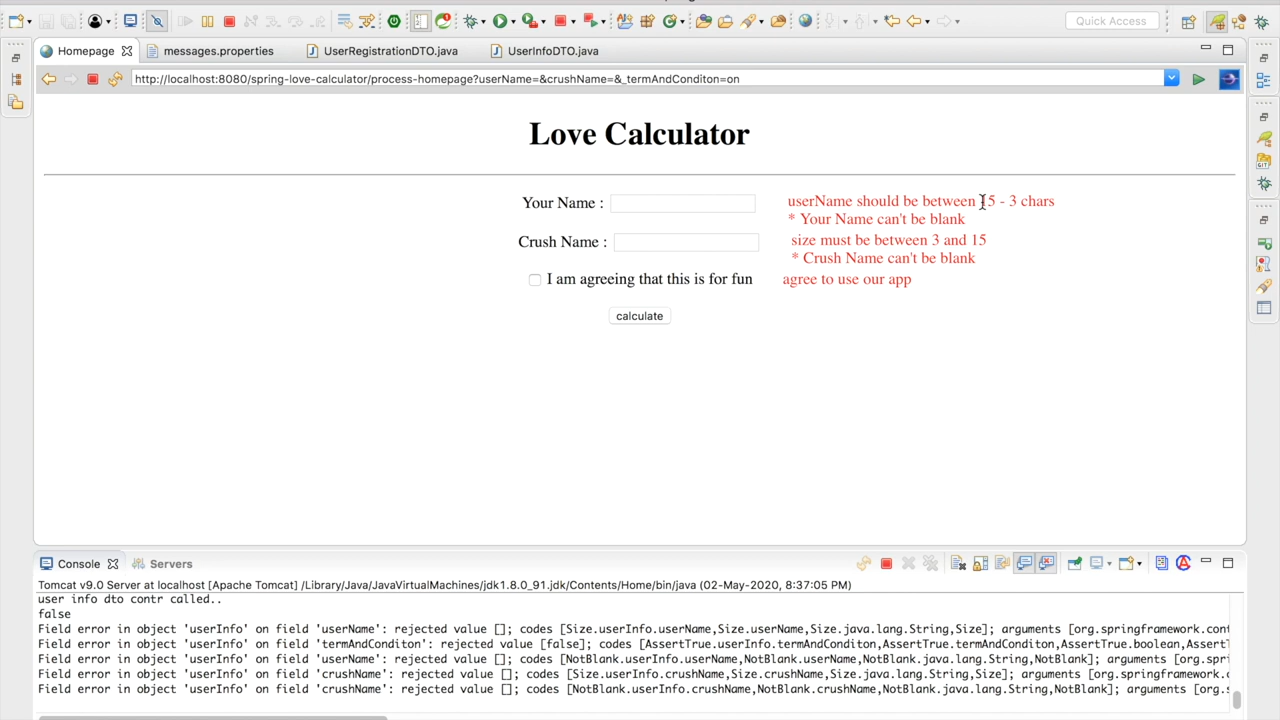 Quick Access
Homepage
messages.properties
UserRegistrationDTO.java
UserInfoDTO.java
http://localhost:8080/spring-love-calculator/process-homepage?userName=&crushName=&_termAndConditon=on
Love Calculator
Your Name :
userName should be between 15 - 3 chars
* Your Name can't be blank
Crush Name :
size must be between 3 and 15
* Crush Name can't be blank
I am agreeing that this is for fun
agree to use our app
calculate
Console
Servers
Tomcat v9.0 Server at localhost [Apache Tomcat] /Library/Java/JavaVirtualMachines/jdk1.8.0_91.jdk/Contents/Home/bin/java (02-May-2020, 8:37:05 PM)
user info dto contr called..
false
Field error in object 'userInfo' on field 'userName': rejected value []; codes [Size.userInfo.userName,Size.userName,Size.java.lang.String,Size]; arguments [org.springframework.cont
Field error in object 'userInfo' on field 'termAndConditon': rejected value [false]; codes [AssertTrue.userInfo.termAndConditon,AssertTrue.termAndConditon,AssertTrue.boolean,AssertT
Field error in object 'userInfo' on field 'userName': rejected value []; codes [NotBlank.userInfo.userName,NotBlank.userName,NotBlank.java.lang.String,NotBlank]; arguments [org.spri
Field error in object 'userInfo' on field 'crushName': rejected value []; codes [Size.userInfo.crushName,Size.crushName,Size.java.lang.String,Size]; arguments [org.springframework.c
Field error in object 'userInfo' on field 'crushName': rejected value []; codes [NotBlank.userInfo.crushName,NotBlank.crushName,NotBlank.java.lang.String,NotBlank]; arguments [org.s